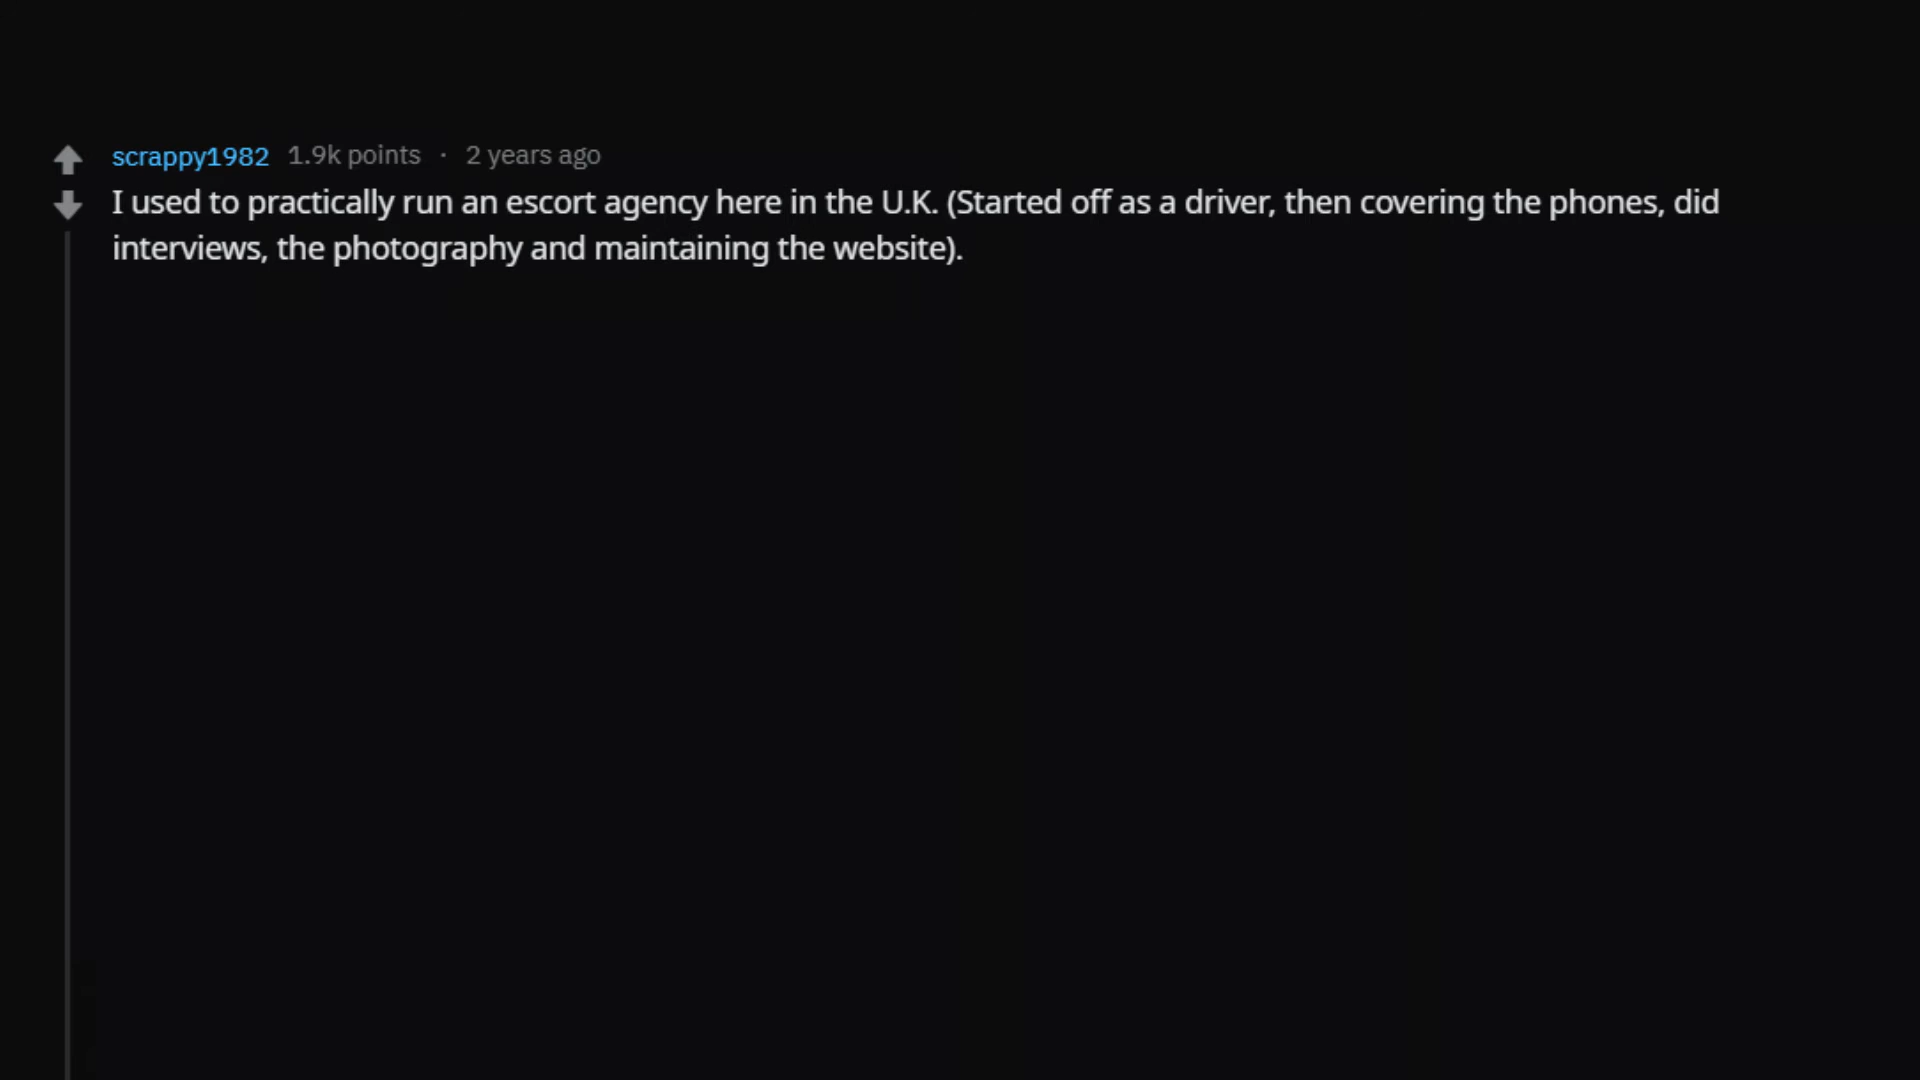 scrappy1982 1.9k points · 2 years ago
I used to practically run an escort agency here in the U.K. (Started off as a driver, then covering the phones, did
interviews, the photography and maintaining the website).